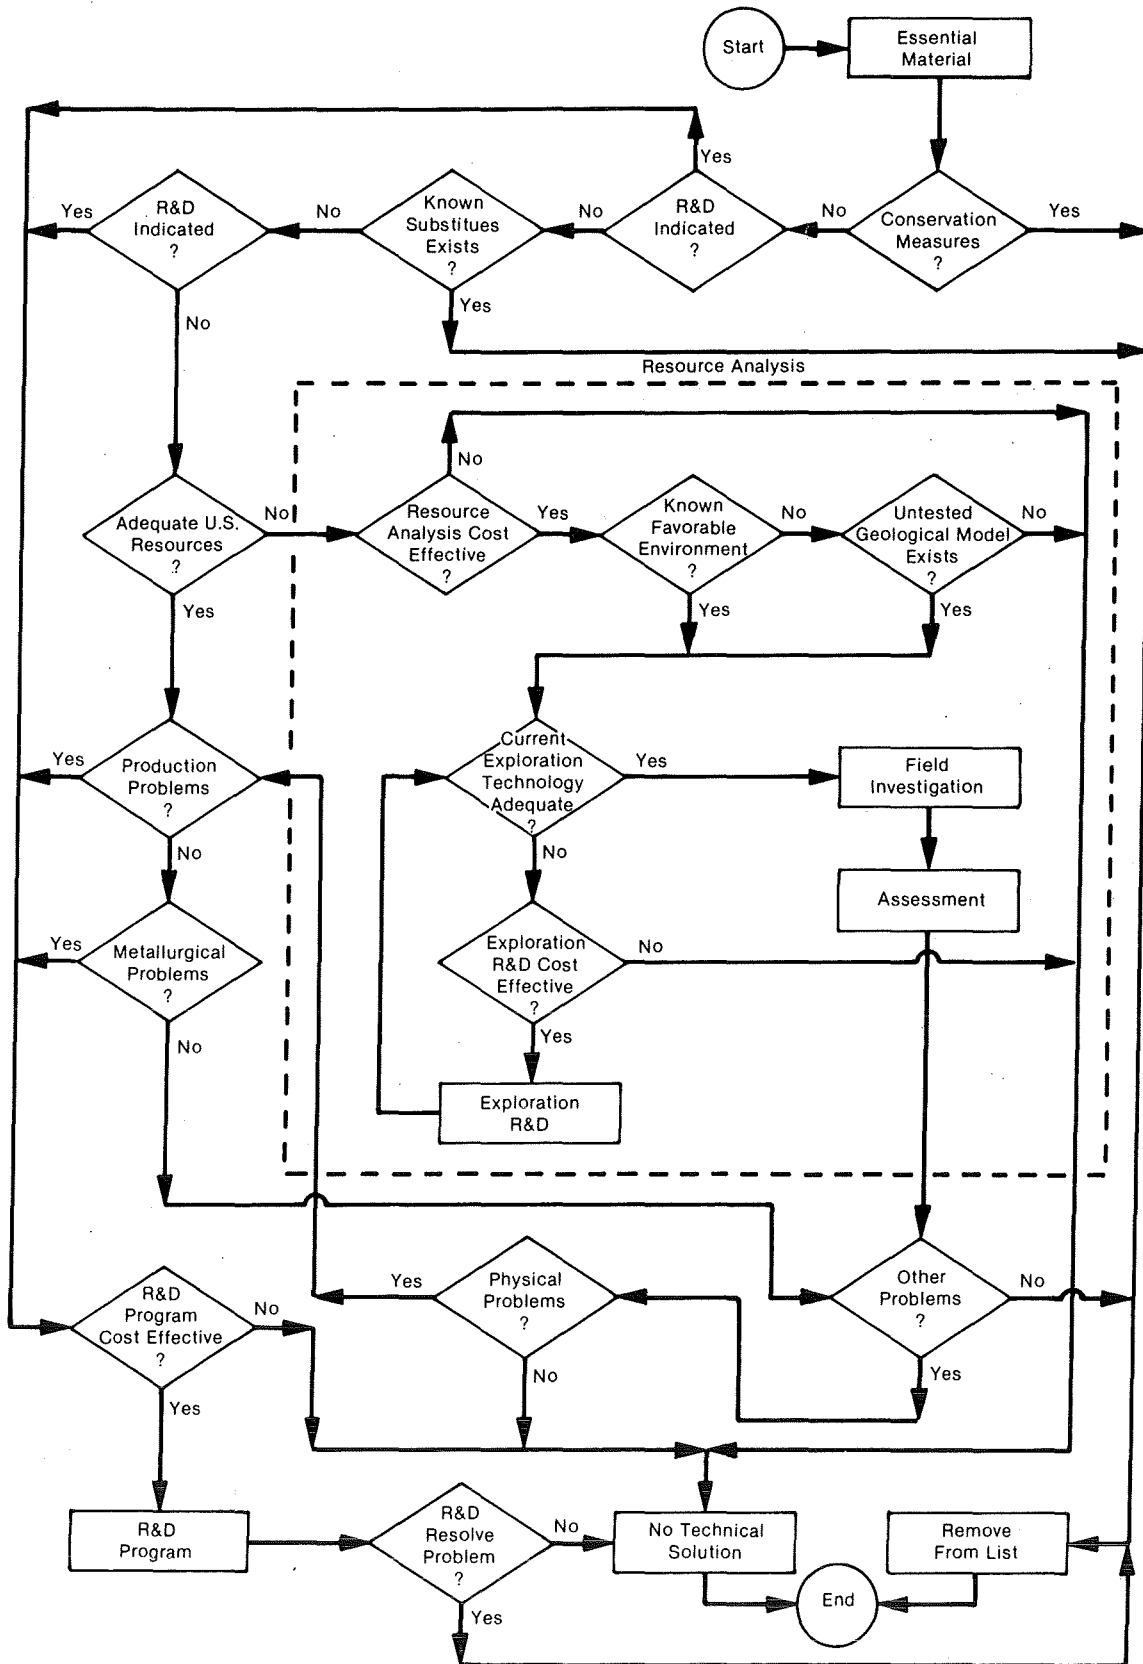 Start
Essential
Material
Yes
Yes
R&D
Indicated
?
No
Known
Substitues
Exists
?
No
R&D
Indicated
?
No
Conservation
Measures
?
Yes
No
Yes
Resource Analysis
No
Adequate U.S.
Resources
?
No
Resource
Analysis Cost
Effective
?
Yes
Known
Favorable
Environment
?
No
Untested
Geological Model
Exists
?
No
Yes
Yes
Yes
Yes
Production
Problems
?
Current
Exploration
Technology
Adequate
?
Yes
Field
Investigation
No
No
Assessment
Yes
Metallurgical
Problems
?
Exploration
R&D Cost
Effective
?
No
No
Yes
Exploration
R&D
R&D
Program
Cost Effective
?
No
Yes
Physical
Problems
?
Other
Problems
?
No
Yes
No
Yes
R&D
Program
R&D
Resolve
Problem
?
No
No Technical
Solution
Remove
From List
End
Yes